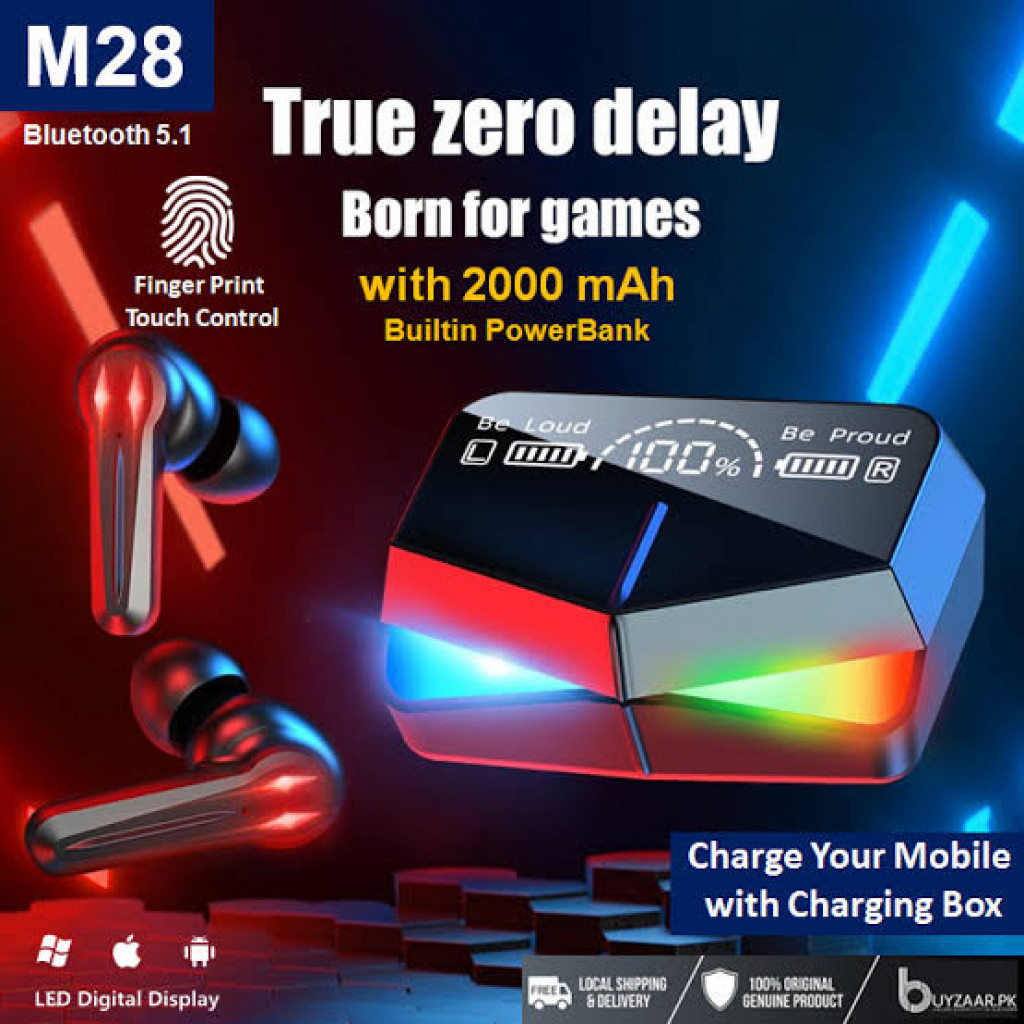 M28
Bluetooth 5.1
True zero delay
Born for games
with 2000 mAh
Builtin PowerBank
Finger Print
Touch Control
Be Loud
Be Proud
L
100%
R
Charge Your Mobile
with Charging Box
LED Digital Display
FREE
LOCAL SHIPPING
& DELIVERY
100% ORIGINAL
GENUINE PRODUCT
bUYZAAR.PK